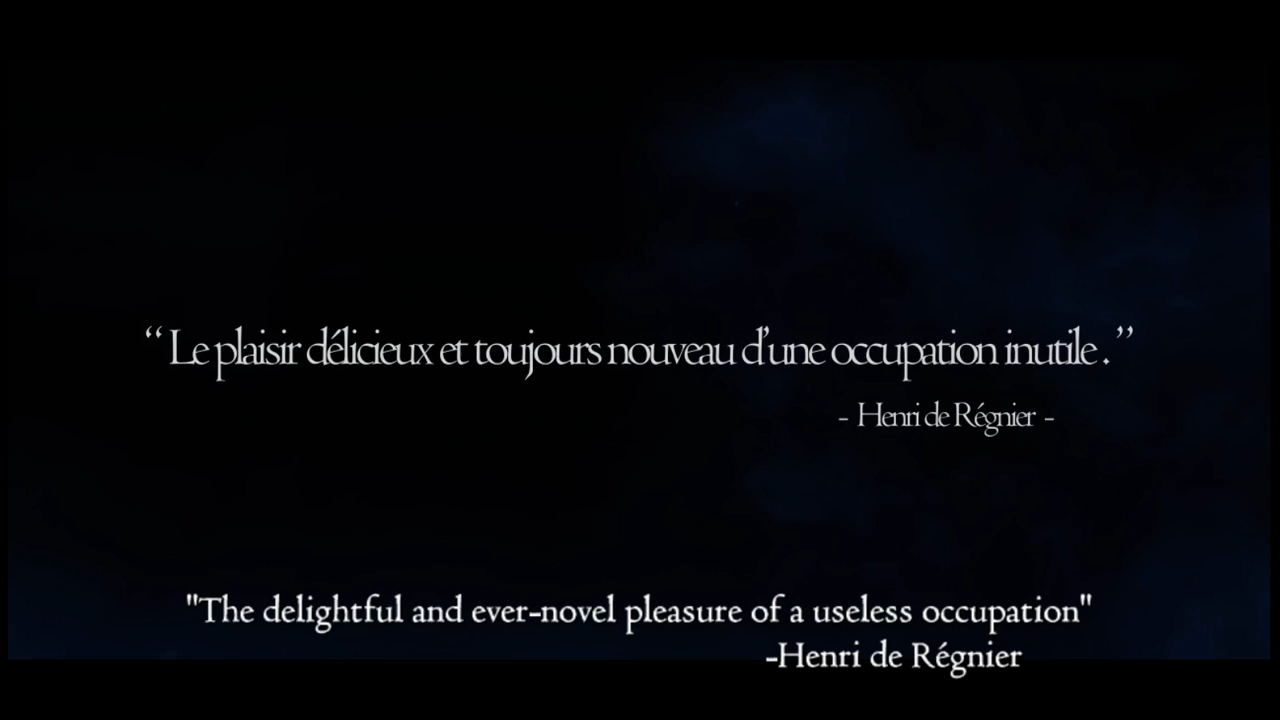 “ Le plaisir délicieux et toujours nouveau d’une occupation inutile . ”
- Henri de Régnier -
"The delightful and ever-novel pleasure of a useless occupation"
-Henri de Régnier